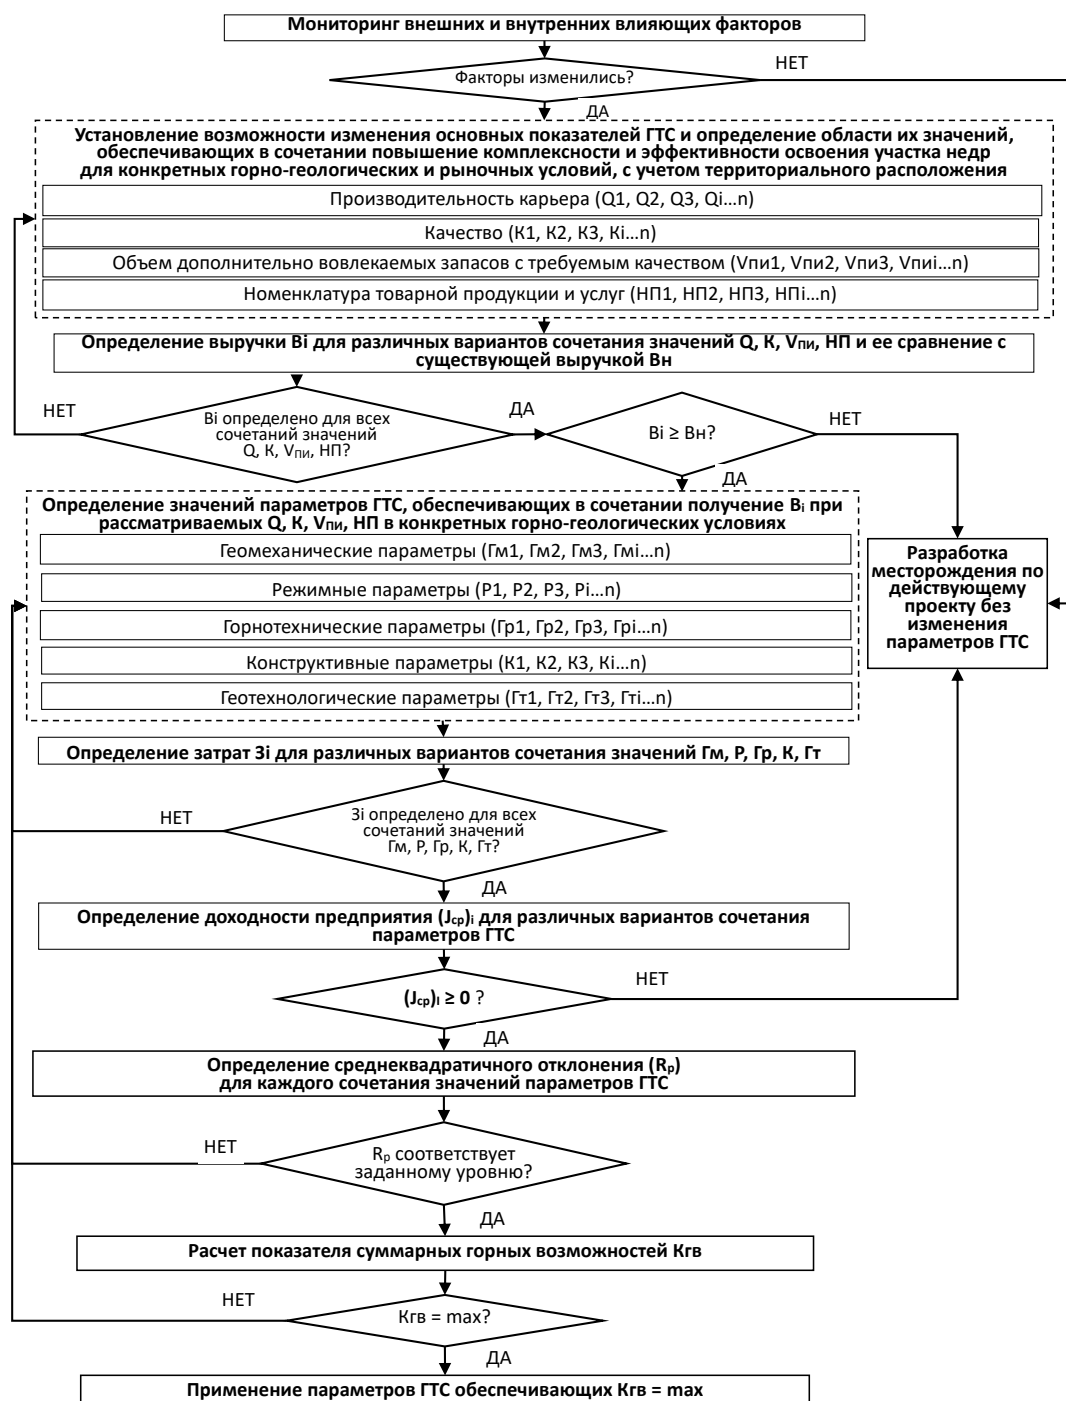 Мониторинг внешних и внутренних влияющих факторов
Факторы изменились?
НЕТ
ДА
Установление возможности изменения основных показателей ГТС и определение области их значений,
обеспечивающих в сочетании повышение комплексности и эффективности освоения участка недр
для конкретных горно-геологических и рыночных условий, с учетом территориального расположения
Производительность карьера (Q1, Q2, Q3, Qi...n)
Качество (К1, К2, К3, Кi...n)
Объем дополнительно вовлекаемых запасов с требуемым качеством (Vпи1, Vпи2, Vпи3, Vпиi...n)
Номенклатура товарной продукции и услуг (НП1, НП2, НП3, НПi...n)
Определение выручки Bi для различных вариантов сочетания значений Q, К, Vпи, НП и ее сравнение с
существующей выручкой Вн
НЕТ
Bi определено для всех
сочетаний значений
Q, К, Vпи, НП?
ДА
Bi ≥ Вн?
НЕТ
ДА
Определение значений параметров ГТС, обеспечивающих в сочетании получение Bi при
рассматриваемых Q, К, Vпи, НП в конкретных горно-геологических условиях
Геомеханические параметры (Гм1, Гм2, Гм3, Гмi...n)
Режимные параметры (Р1, Р2, Р3, Рi...n)
Горнотехнические параметры (Гр1, Гр2, Гр3, Грi...n)
Конструктивные параметры (К1, К2, К3, Кi...n)
Геотехнологические параметры (Гт1, Гт2, Гт3, Гтi...n)
Разработка
месторождения по
действующему
проекту без
изменения
параметров ГТС
Определение затрат Зi для различных вариантов сочетания значений Гм, Р, Гр, К, Гт
НЕТ
Зi определено для всех
сочетаний значений
Гм, Р, Гр, К, Гт?
ДА
Определение доходности предприятия (Jср)i для различных вариантов сочетания
параметров ГТС
(Jср)i ≥ 0 ?
НЕТ
ДА
Определение среднеквадратичного отклонения (Rр)
для каждого сочетания значений параметров ГТС
НЕТ
Rр соответствует
заданному уровню?
ДА
Расчет показателя суммарных горных возможностей Кгв
НЕТ
Кгв = max?
ДА
Применение параметров ГТС обеспечивающих Кгв = max